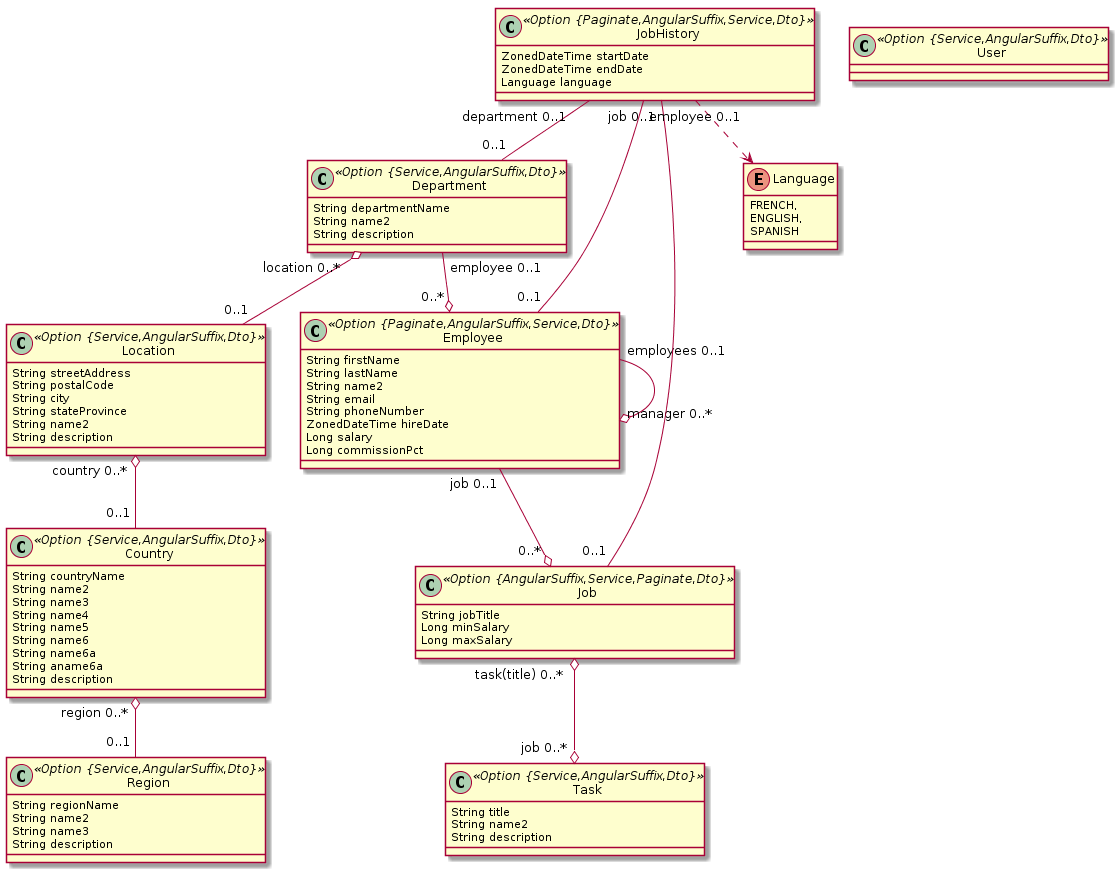 C «Option {Paginate,AngularSuffix,Service,Dto}»
JobHistory
ZonedDateTime startDate
ZonedDateTime endDate
Language language
C «Option {Service,AngularSuffix,Dto}»
User
department 0..1
job 0..1
employee 0..1
0..1
C «Option {Service,AngularSuffix,Dto}»
Department
String departmentName
String name2
String description
E Language
FRENCH,
ENGLISH,
SPANISH
location 0..*
employee 0..1
0..1
0..*
0..1
C «Option {Service,AngularSuffix,Dto}»
Location
String streetAddress
String postalCode
String city
String stateProvince
String name2
String description
C «Option {Paginate,AngularSuffix,Service,Dto}»
Employee
String firstName
String lastName
String name2
String email
String phoneNumber
ZonedDateTime hireDate
Long salary
Long commissionPct
employees 0..1
manager 0..*
country 0..*
0..1
job 0..1
0..*
0..1
C «Option {Service,AngularSuffix,Dto}»
Country
String countryName
String name2
String name3
String name4
String name5
String name6
String name6a
String aname6a
String description
C «Option {AngularSuffix,Service,Paginate,Dto}»
Job
String jobTitle
Long minSalary
Long maxSalary
region 0..*
0..1
task(title) 0..*
job 0..*
C «Option {Service,AngularSuffix,Dto}»
Region
String regionName
String name2
String name3
String description
C «Option {Service,AngularSuffix,Dto}»
Task
String title
String name2
String description